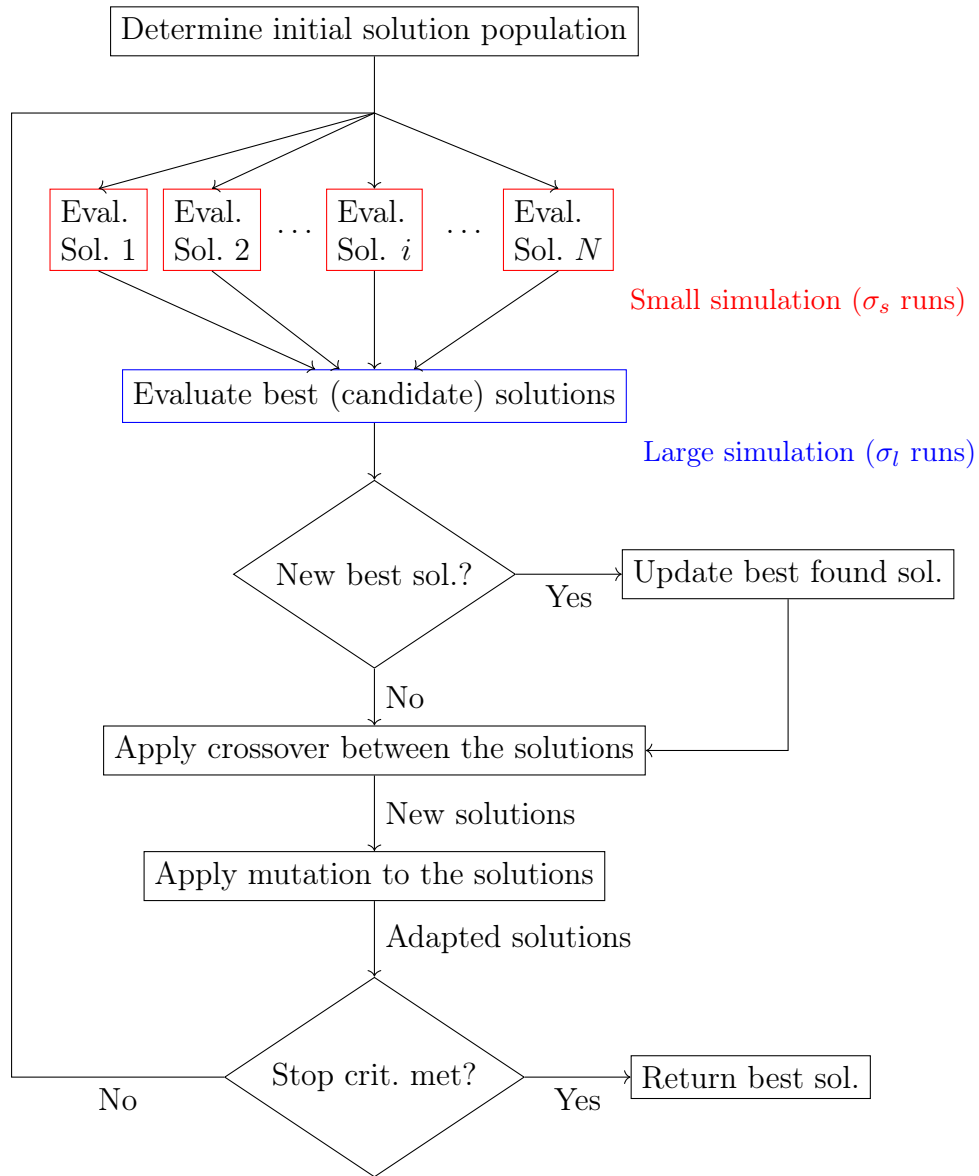 Determine initial solution population
Eval.
Sol. 1
Eval.
Sol. 2
...
Eval.
Sol. i
...
Eval.
Sol. N
Small simulation (σ_s runs)
Evaluate best (candidate) solutions
Large simulation (σ_l runs)
New best sol.?
Yes
Update best found sol.
No
Apply crossover between the solutions
New solutions
Apply mutation to the solutions
Adapted solutions
Stop crit. met?
No
Yes
Return best sol.